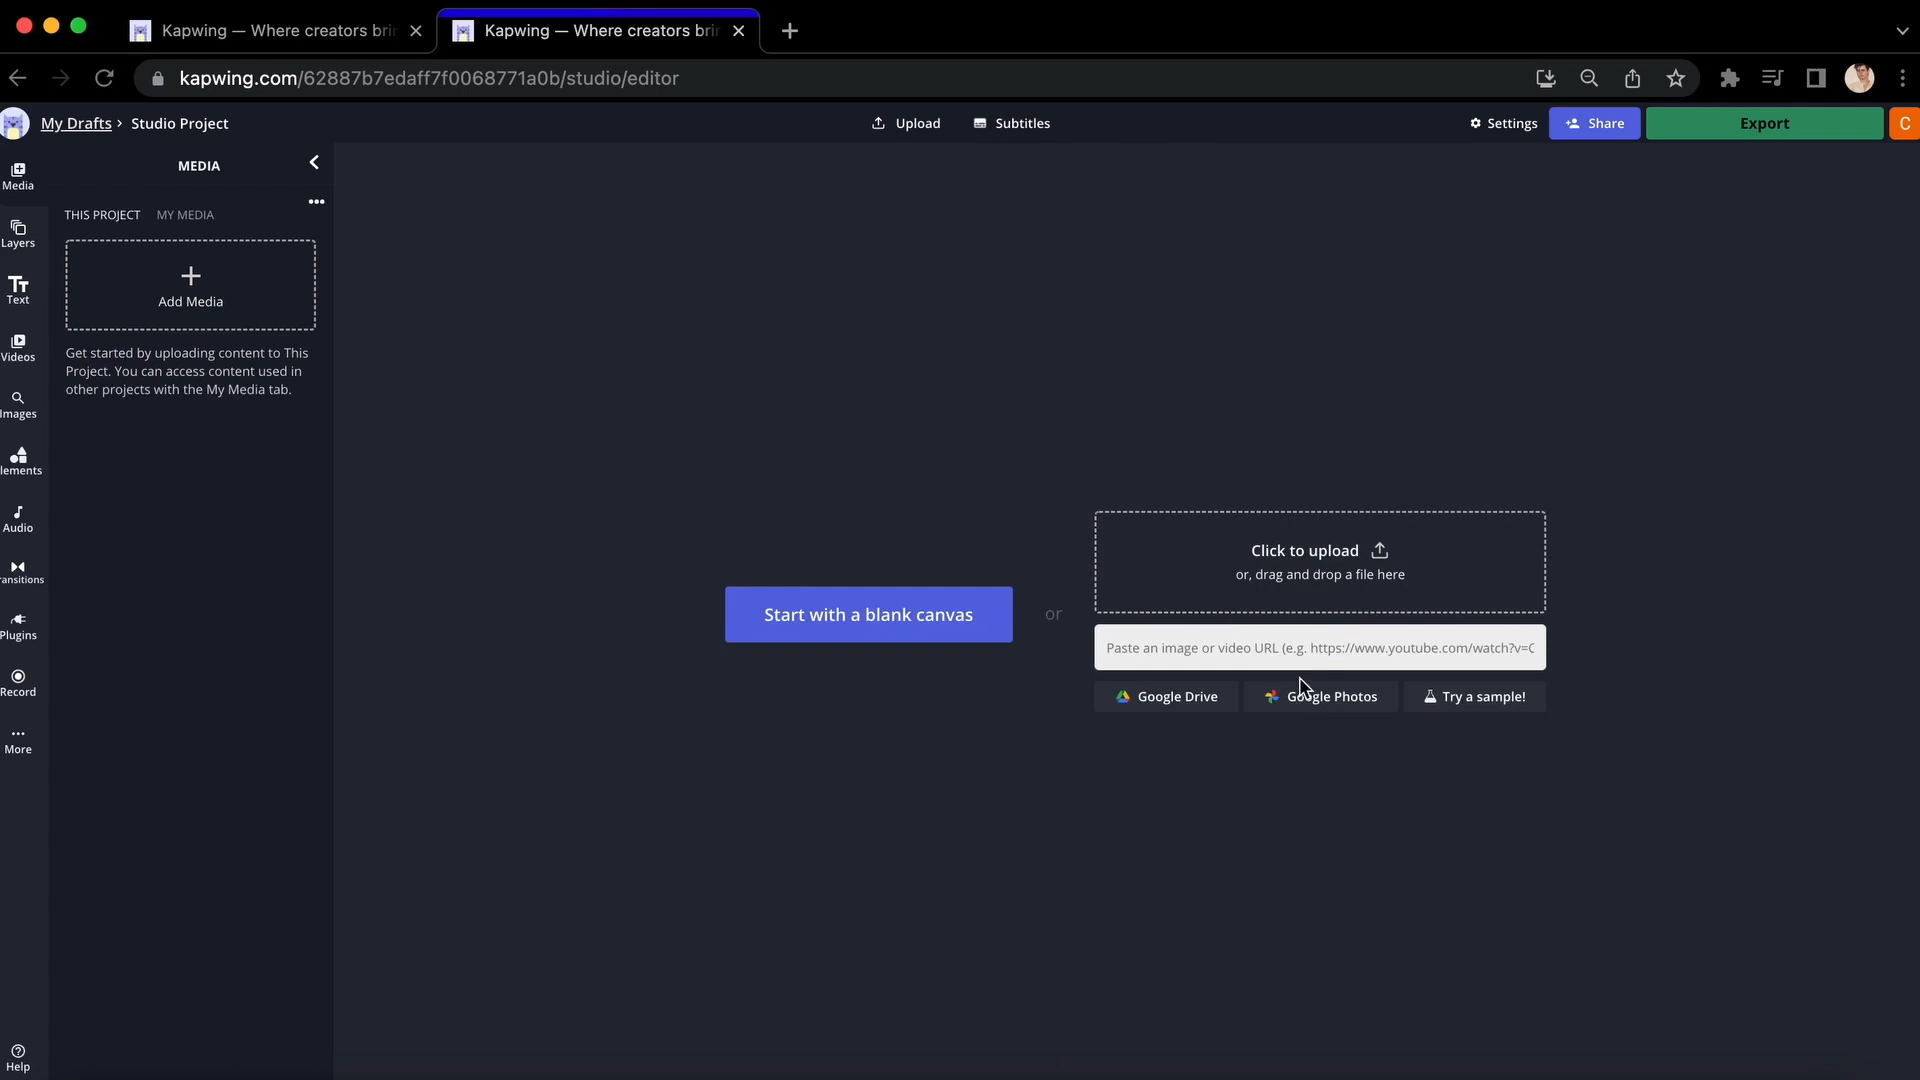 Kapwing — Where creators brin
Kapwing — Where creators brin
kapwing.com/62887b7edaff7f0068771a0b/studio/editor
My Drafts › Studio Project
Upload
Subtitles
Settings
Share
Export
C
Media
Layers
Text
Videos
Images
lements
Audio
ransitions
Plugins
Record
More
Help
MEDIA
THIS PROJECT
MY MEDIA
Add Media
Get started by uploading content to This
Project. You can access content used in
other projects with the My Media tab.
Start with a blank canvas
or
Click to upload
or, drag and drop a file here
Paste an image or video URL (e.g. https://www.youtube.com/watch?v=C
Google Drive
Google Photos
Try a sample!